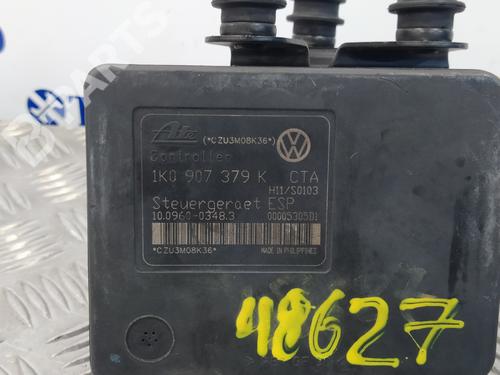 Ate (*CZU3M08K36*)
Controller
1K0 907 379 K CTA
H11/S0103
Steuergeraet ESP
10.0960-0348.3 00005305D1
*CZU3M08K36* MADE IN PHILIPPINES
48627